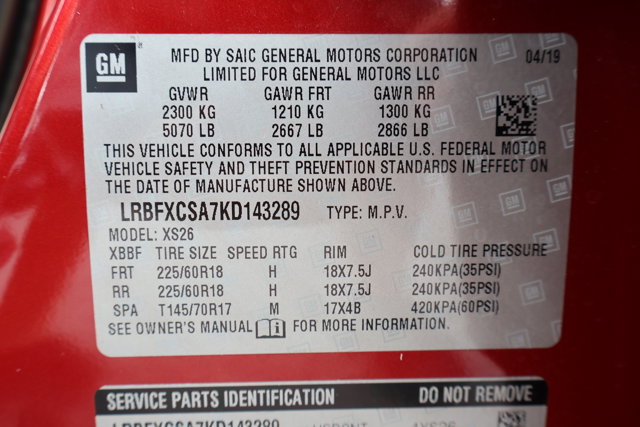 GM
MFD BY SAIC GENERAL MOTORS CORPORATION 04/19
LIMITED FOR GENERAL MOTORS LLC
GVWR GAWR FRT GAWR RR
2300 KG 1210 KG 1300 KG
5070 LB 2667 LB 2866 LB
THIS VEHICLE CONFORMS TO ALL APPLICABLE U.S. FEDERAL MOTOR
VEHICLE SAFETY AND THEFT PREVENTION STANDARDS IN EFFECT ON
THE DATE OF MANUFACTURE SHOWN ABOVE.
LRBFXCSA7KD143289 TYPE: M.P.V.
MODEL: XS26
XBBF TIRE SIZE SPEED RTG RIM COLD TIRE PRESSURE
FRT 225/60R18 H 18X7.5J 240KPA(35PSI)
RR 225/60R18 H 18X7.5J 240KPA(35PSI)
SPA T145/70R17 M 17X4B 420KPA(60PSI)
SEE OWNER'S MANUAL FOR MORE INFORMATION.
SERVICE PARTS IDENTIFICATION DO NOT REMOVE
LRBFXCSA7KD143289 4XS26